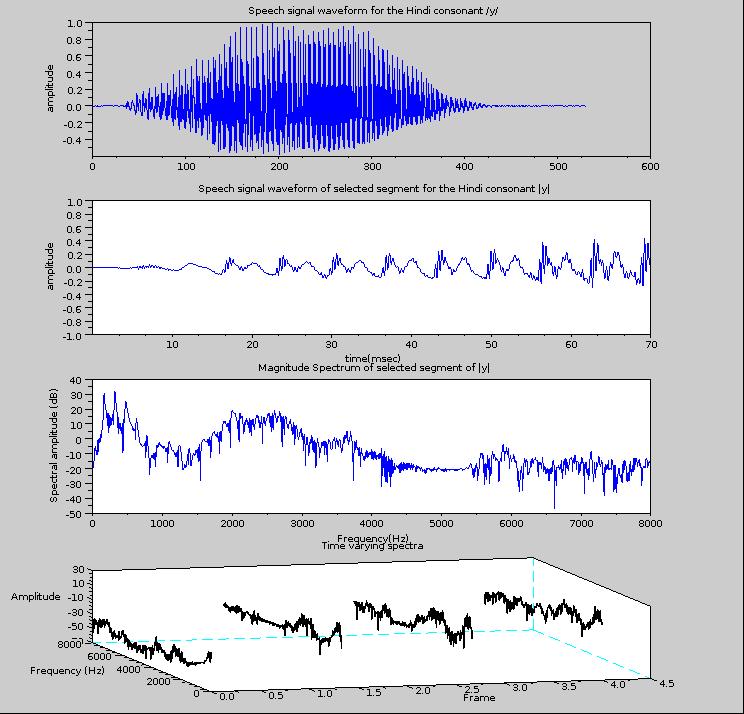 Speech signal waveform for the Hindi consonant /y/
1.0
0.8
0.6
0.4
0.2
0.0
-0.2
-0.4
amplitude
0 100 200 300 400 500 600
Speech signal waveform of selected segment for the Hindi consonant |y|
1.0
0.8
0.6
0.4
0.2
0.0
-0.2
-0.4
-0.6
-0.8
-1.0
amplitude
10 20 30 40 50 60 70
time(msec)
Magnitude Spectrum of selected segment of |y|
40
30
20
10
0
-10
-20
-30
-40
-50
Spectral amplitude (dB)
0 1000 2000 3000 4000 5000 6000 7000 8000
Frequency(Hz)
Time varying spectra
30
10
-10
-30
-50
Amplitude
8000
6000
4000
2000
0
Frequency (Hz)
0.0 0.5 1.0 1.5 2.0 2.5 3.0 3.5 4.0 4.5
Frame